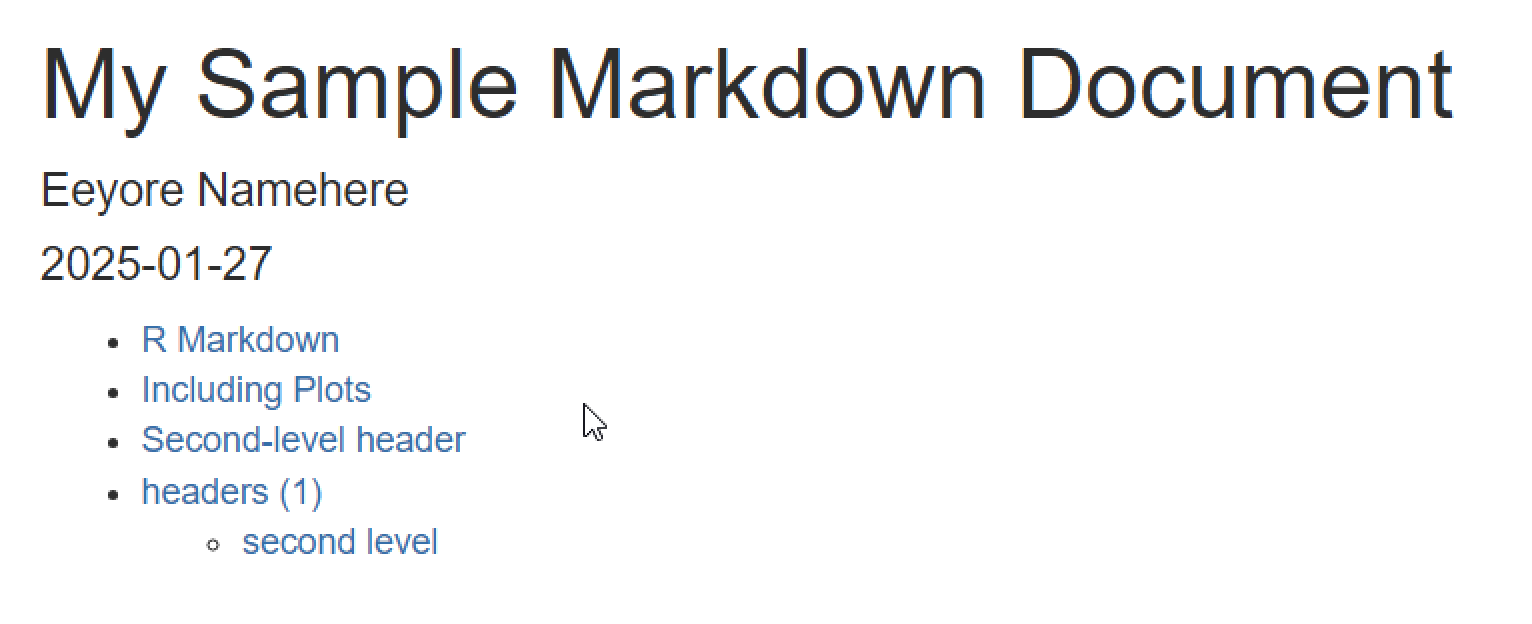 My Sample Markdown Document
Eeyore Namehere
2025-01-27
R Markdown
Including Plots
Second-level header
headers (1)
second level